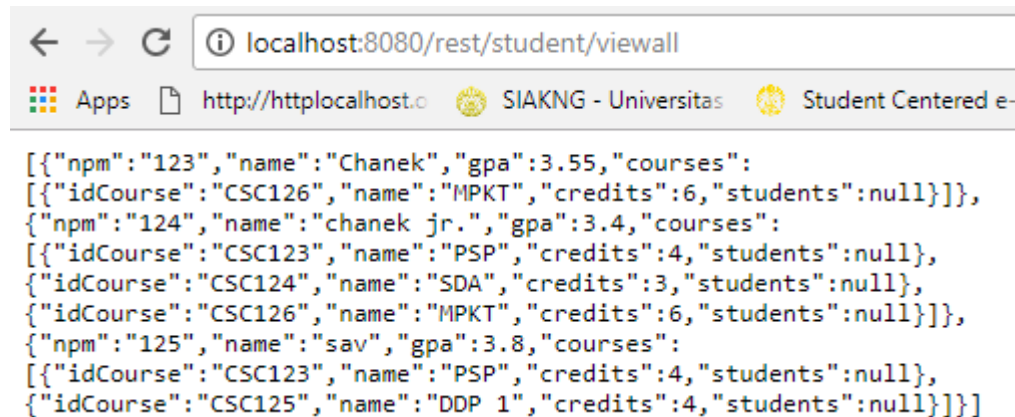 localhost:8080/rest/student/viewall
Apps http://httplocalhost.o SIAKNG - Universitas Student Centered e-
[{"npm":"123","name":"Chanek","gpa":3.55,"courses":
[{"idCourse":"CSC126","name":"MPKT","credits":6,"students":null}]},
{"npm":"124","name":"chanek jr.","gpa":3.4,"courses":
[{"idCourse":"CSC123","name":"PSP","credits":4,"students":null},
{"idCourse":"CSC124","name":"SDA","credits":3,"students":null},
{"idCourse":"CSC126","name":"MPKT","credits":6,"students":null}]},
{"npm":"125","name":"sav","gpa":3.8,"courses":
[{"idCourse":"CSC123","name":"PSP","credits":4,"students":null},
{"idCourse":"CSC125","name":"DDP 1","credits":4,"students":null}]}]